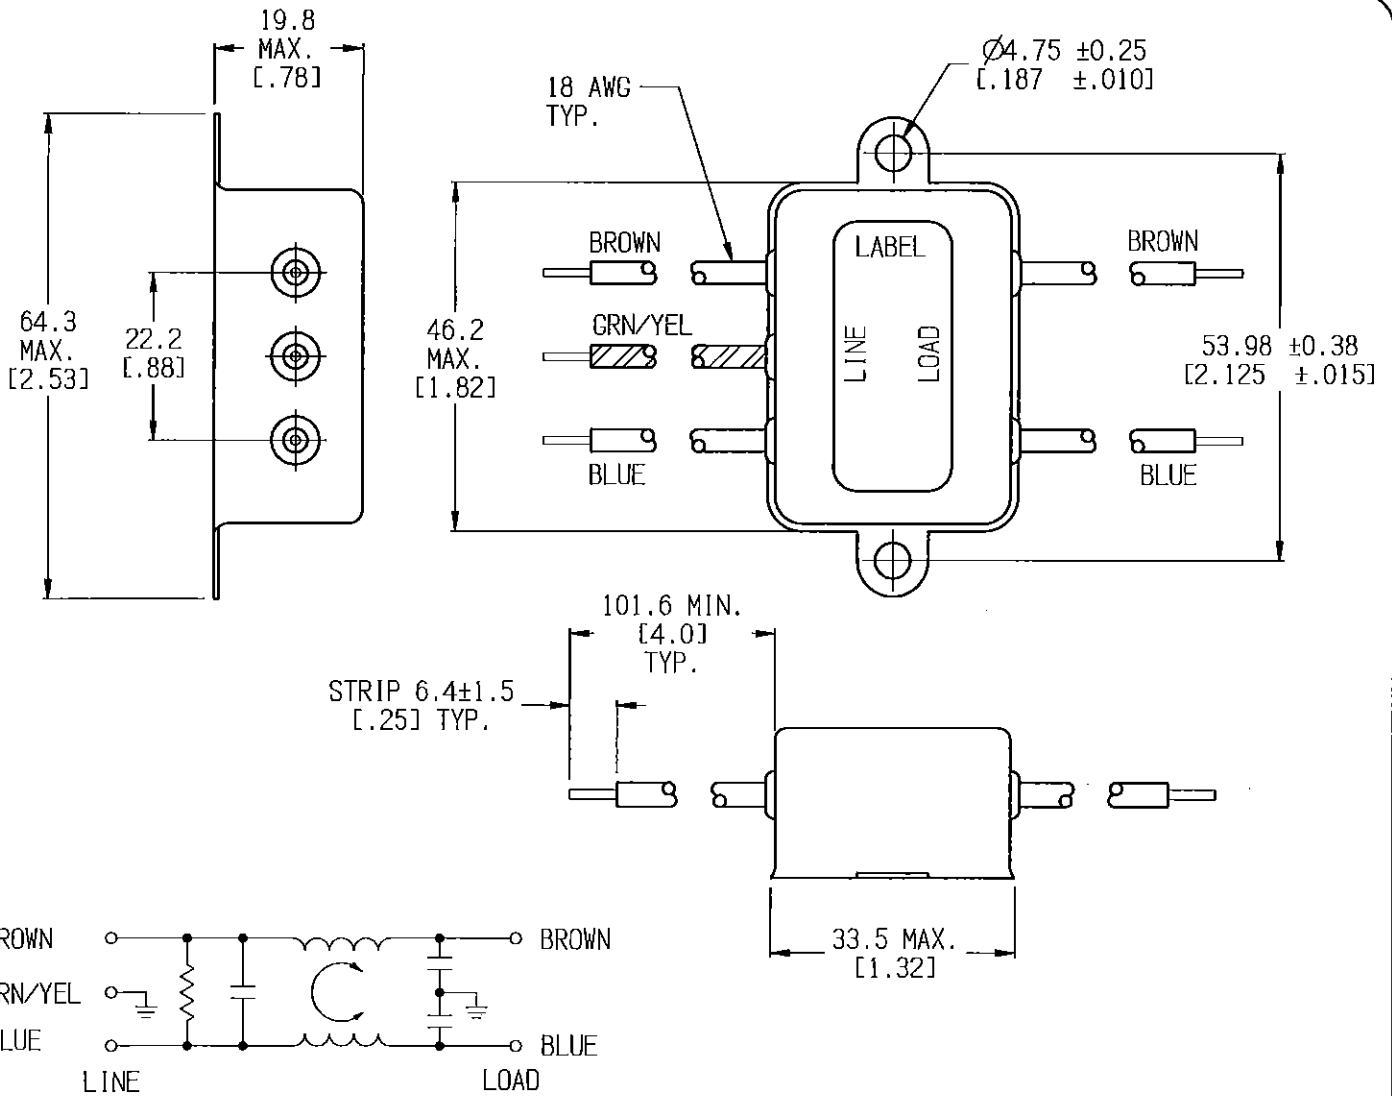 19.8
MAX.
[.78]
18 AWG
TYP.
Ø4.75 ±0.25
[.187 ±.010]
64.3
MAX.
[2.53]
22.2
[.88]
46.2
MAX.
[1.82]
BROWN
GRN/YEL
BLUE
LABEL
LINE
LOAD
BROWN
BLUE
53.98 ±0.38
[2.125 ±.015]
101.6 MIN.
[4.0]
TYP.
STRIP 6.4±1.5
[.25] TYP.
33.5 MAX.
[1.32]
ROWN
BROWN
RN/YEL
LUE
BLUE
LINE
LOAD